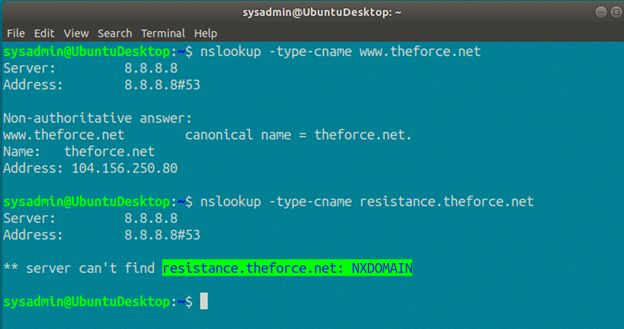 sysadmin@UbuntuDesktop: ~
File Edit View Search Terminal Help
sysadmin@UbuntuDesktop:~$ nslookup -type-cname www.theforce.net
Server: 8.8.8.8
Address: 8.8.8.8#53
Non-authoritative answer:
www.theforce.net canonical name = theforce.net.
Name: theforce.net
Address: 104.156.250.80
sysadmin@UbuntuDesktop:~$ nslookup -type-cname resistance.theforce.net
Server: 8.8.8.8
Address: 8.8.8.8#53
** server can't find resistance.theforce.net: NXDOMAIN
sysadmin@UbuntuDesktop:~$